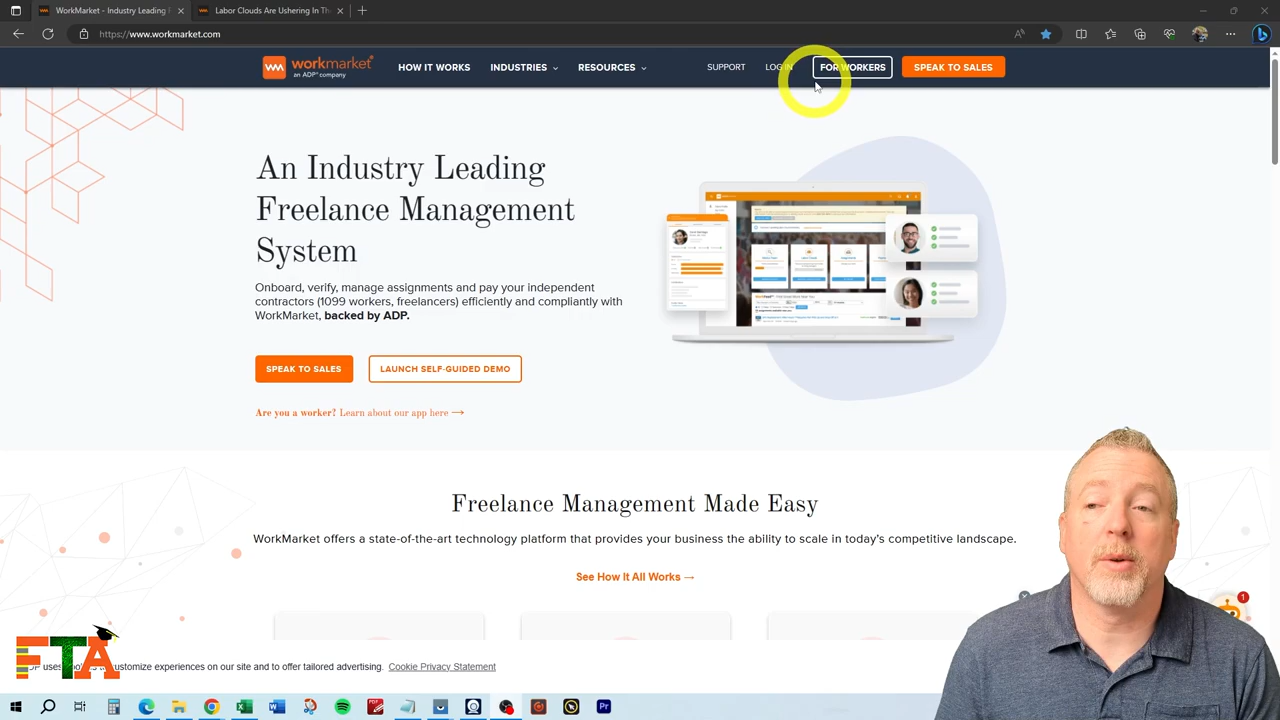 WorkMarket - Industry Leading F
Labor Clouds Are Ushering In The
https://www.workmarket.com
workmarket
an ADP company
HOW IT WORKS
INDUSTRIES
RESOURCES
SUPPORT
LOG IN
FOR WORKERS
SPEAK TO SALES
An Industry Leading
Freelance Management
System
Onboard, verify, manage assignments and pay your independent
contractors (1099 workers, freelancers) efficiently and compliantly with
WorkMarket, backed by ADP.
SPEAK TO SALES
LAUNCH SELF-GUIDED DEMO
Are you a worker? Learn about our app here →
Freelance Management Made Easy
WorkMarket offers a state-of-the-art technology platform that provides your business the ability to scale in today's competitive landscape.
See How It All Works →
1
FTA
uses customize experiences on our site and to offer tailored advertising. Cookie Privacy Statement